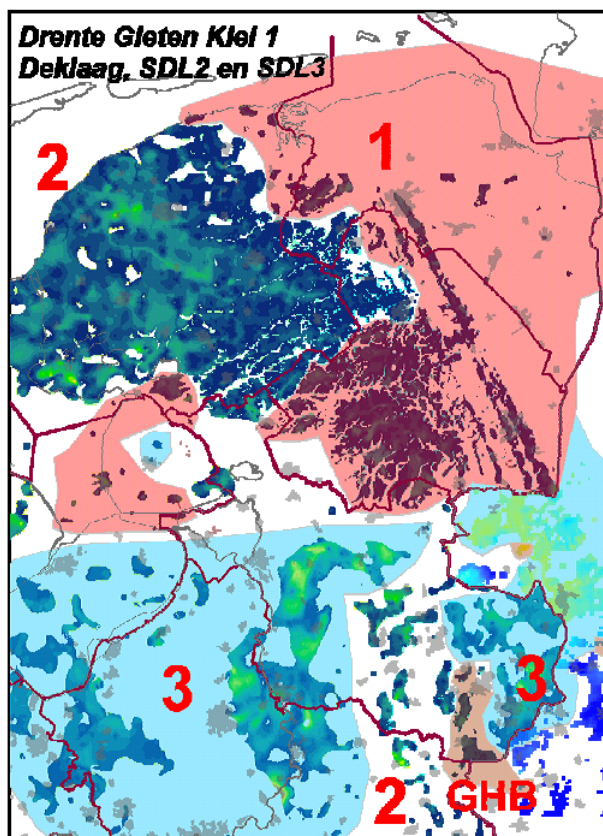 Drente Gieten Klei 1
Deklaag, SDL2 en SDL3
1
2
3
3
2
GHB